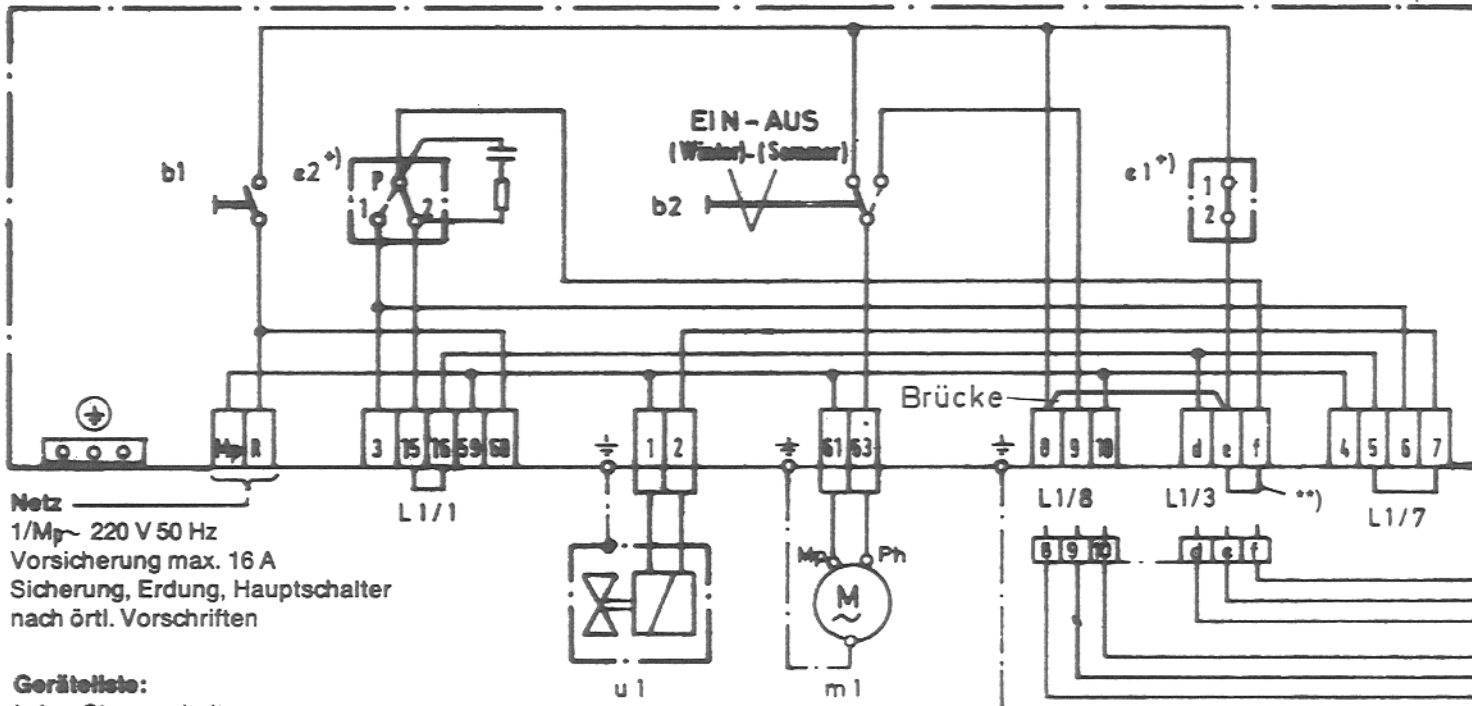 EIN-AUS
(Winter)-(Sommer)
b1
e2*)
P
1
2
b2
e1*)
1
2
Brücke
Mp R
3 15 16 59 58
1 2
61 63
8 9 10
d e f
4 5 6 7
L1/1
L1/8
L1/3
**)
L1/7
Netz
1/Mp~ 220 V 50 Hz
Vorsicherung max. 16 A
Sicherung, Erdung, Hauptschalter
nach örtl. Vorschriften
8 9 10
d e f
Mp
Ph
M
~
u1
m1
Geräteliste: